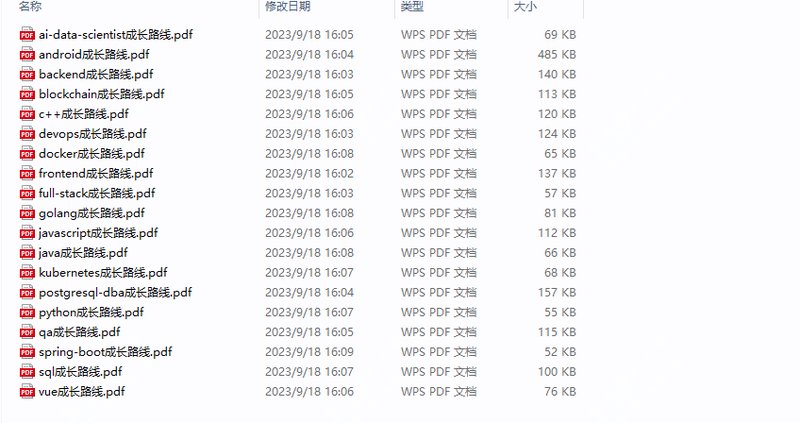 名称 修改日期 类型 大小
PDF ai-data-scientist成长路线.pdf 2023/9/18 16:05 WPS PDF 文档 69 KB
PDF android成长路线.pdf 2023/9/18 16:04 WPS PDF 文档 485 KB
PDF backend成长路线.pdf 2023/9/18 16:03 WPS PDF 文档 140 KB
PDF blockchain成长路线.pdf 2023/9/18 16:05 WPS PDF 文档 113 KB
PDF c++成长路线.pdf 2023/9/18 16:06 WPS PDF 文档 120 KB
PDF devops成长路线.pdf 2023/9/18 16:03 WPS PDF 文档 124 KB
PDF docker成长路线.pdf 2023/9/18 16:08 WPS PDF 文档 65 KB
PDF frontend成长路线.pdf 2023/9/18 16:02 WPS PDF 文档 137 KB
PDF full-stack成长路线.pdf 2023/9/18 16:03 WPS PDF 文档 57 KB
PDF golang成长路线.pdf 2023/9/18 16:08 WPS PDF 文档 81 KB
PDF javascript成长路线.pdf 2023/9/18 16:06 WPS PDF 文档 112 KB
PDF java成长路线.pdf 2023/9/18 16:08 WPS PDF 文档 66 KB
PDF kubernetes成长路线.pdf 2023/9/18 16:07 WPS PDF 文档 68 KB
PDF postgresql-dba成长路线.pdf 2023/9/18 16:04 WPS PDF 文档 157 KB
PDF python成长路线.pdf 2023/9/18 16:07 WPS PDF 文档 55 KB
PDF qa成长路线.pdf 2023/9/18 16:05 WPS PDF 文档 115 KB
PDF spring-boot成长路线.pdf 2023/9/18 16:09 WPS PDF 文档 52 KB
PDF sql成长路线.pdf 2023/9/18 16:07 WPS PDF 文档 100 KB
PDF vue成长路线.pdf 2023/9/18 16:06 WPS PDF 文档 76 KB